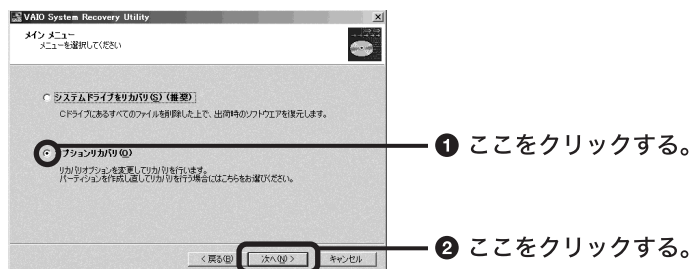 VAIO System Recovery Utility
メイン メニュー
メニューを選択してください
システムドライブをリカバリ(S) (推奨)
Cドライブにあるすべてのファイルを削除した上で、出荷時のソフトウエアを復元します。
プションリカバリ(O)
リカバリオプションを変更してリカバリを行います。
パーティションを作成し直してリカバリを行う場合にはこちらをお選びください。
❶ ここをクリックする。
< 戻る(B) 次へ(N) > キャンセル
❷ ここをクリックする。